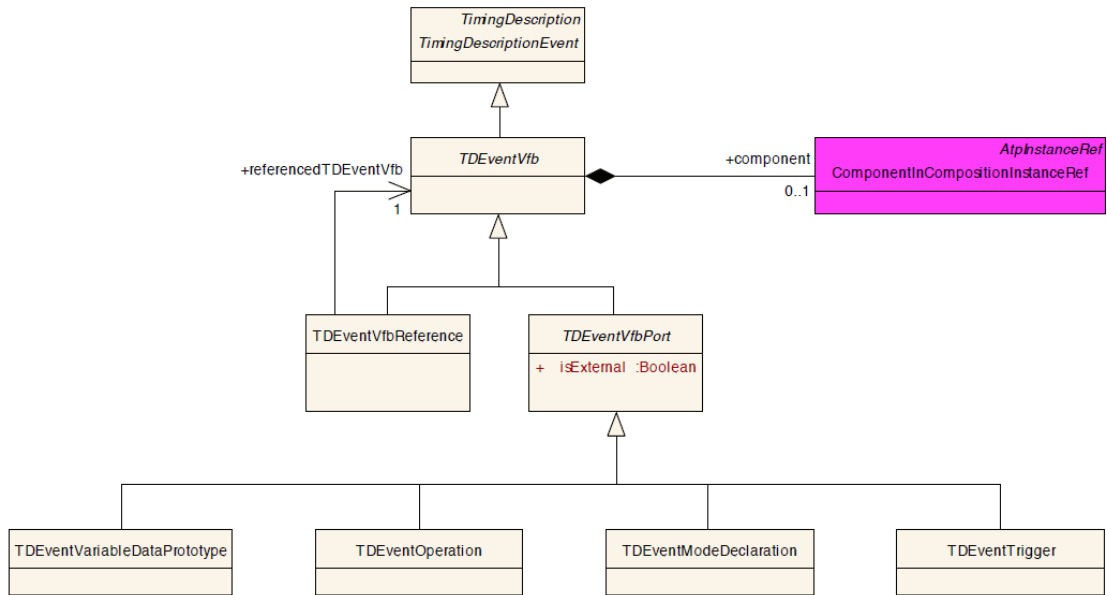 TimingDescription
TimingDescriptionEvent
TDEventVfb
+referencedTDEventVfb
1
+component
0..1
AtpInstanceRef
ComponentInCompositionInstanceRef
TDEventVfbReference
TDEventVfbPort
+ isExternal :Boolean
TDEventVariableDataPrototype
TDEventOperation
TDEventModeDeclaration
TDEventTrigger